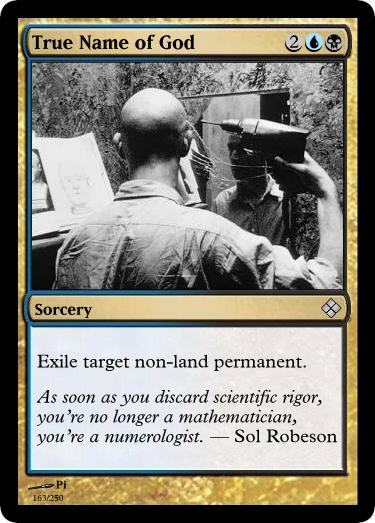 True Name of God 2
Sorcery
Exile target non-land permanent.
As soon as you discard scientific rigor,
you're no longer a mathematician,
you're a numerologist. — Sol Robeson
Pi
163/250